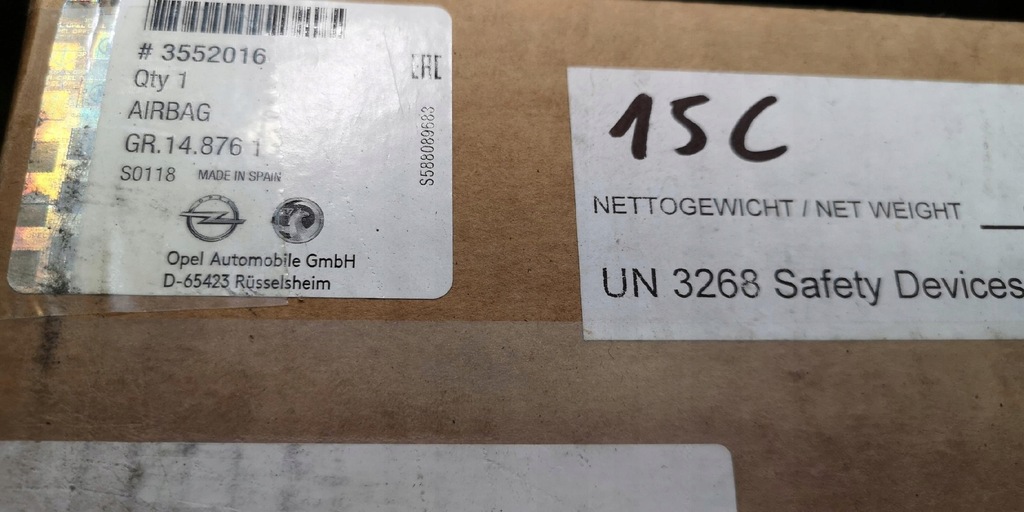 # 3552016
Qty 1
AIRBAG
GR.14.876 1
S0118 MADE IN SPAIN
Opel Automobile GmbH
D-65423 Rüsselsheim
EAC
S588089683
15C
NETTOGEWICHT / NET WEIGHT
UN 3268 Safety Devices